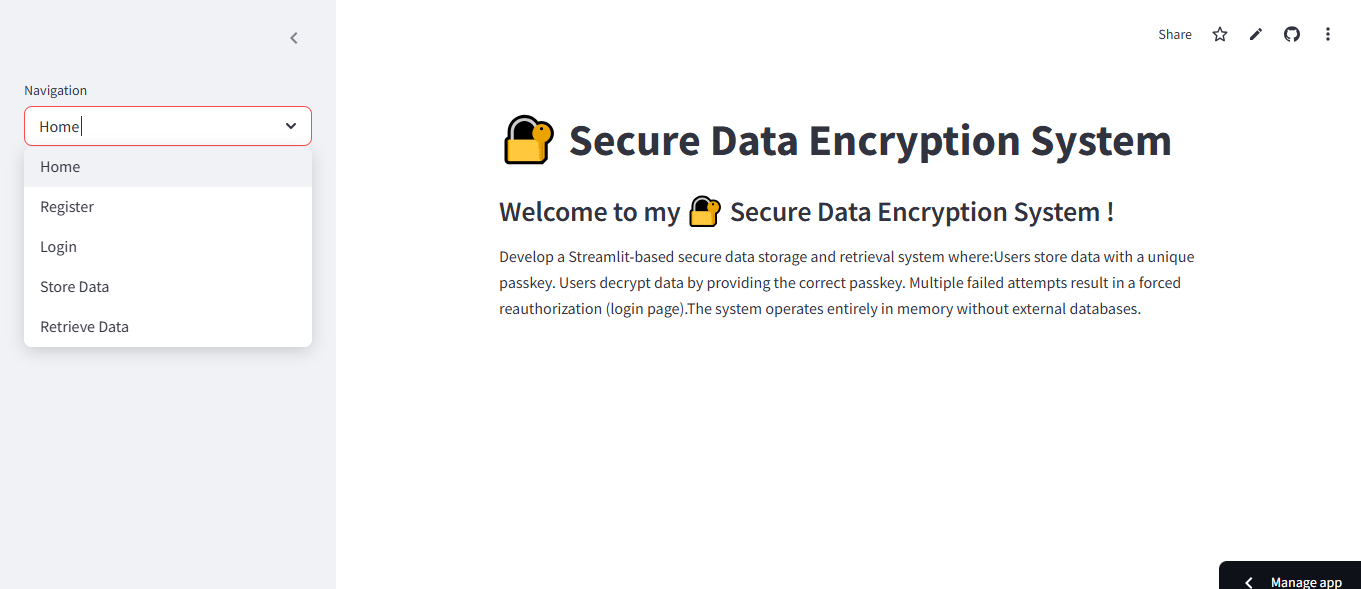 Share
Navigation
Home
Home
Register
Login
Store Data
Retrieve Data
🔐 Secure Data Encryption System
Welcome to my 🔐 Secure Data Encryption System !
Develop a Streamlit-based secure data storage and retrieval system where:Users store data with a unique
passkey. Users decrypt data by providing the correct passkey. Multiple failed attempts result in a forced
reauthorization (login page).The system operates entirely in memory without external databases.
Manage app